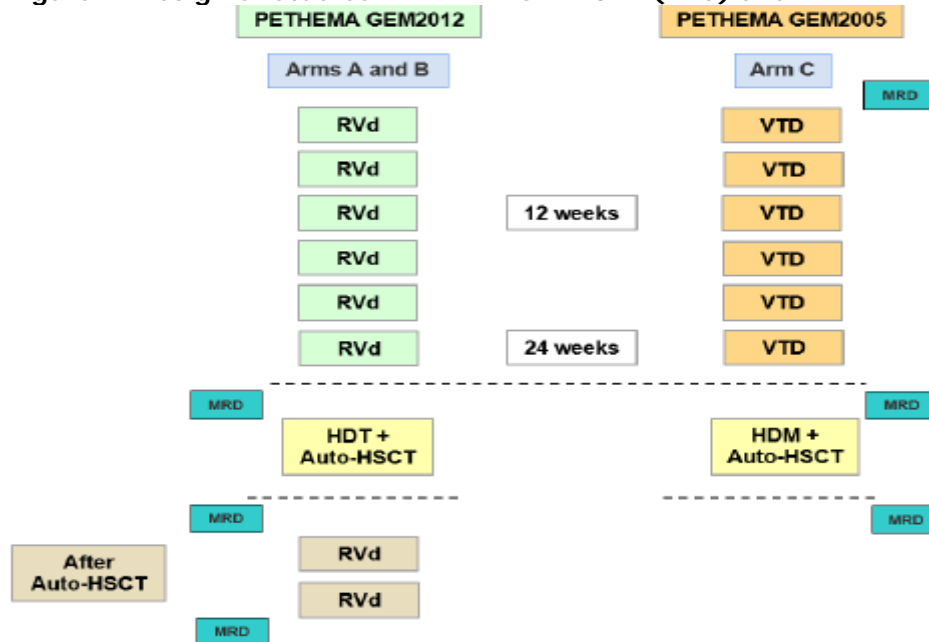 PETHEMA GEM2012 PETHEMA GEM2005
Arms A and B Arm C
MRD
RVd VTD
RVd VTD
RVd 12 weeks VTD
RVd VTD
RVd VTD
RVd 24 weeks VTD
MRD MRD
HDT + HDM +
Auto-HSCT Auto-HSCT
MRD MRD
After
Auto-HSCT
RVd
RVd
MRD